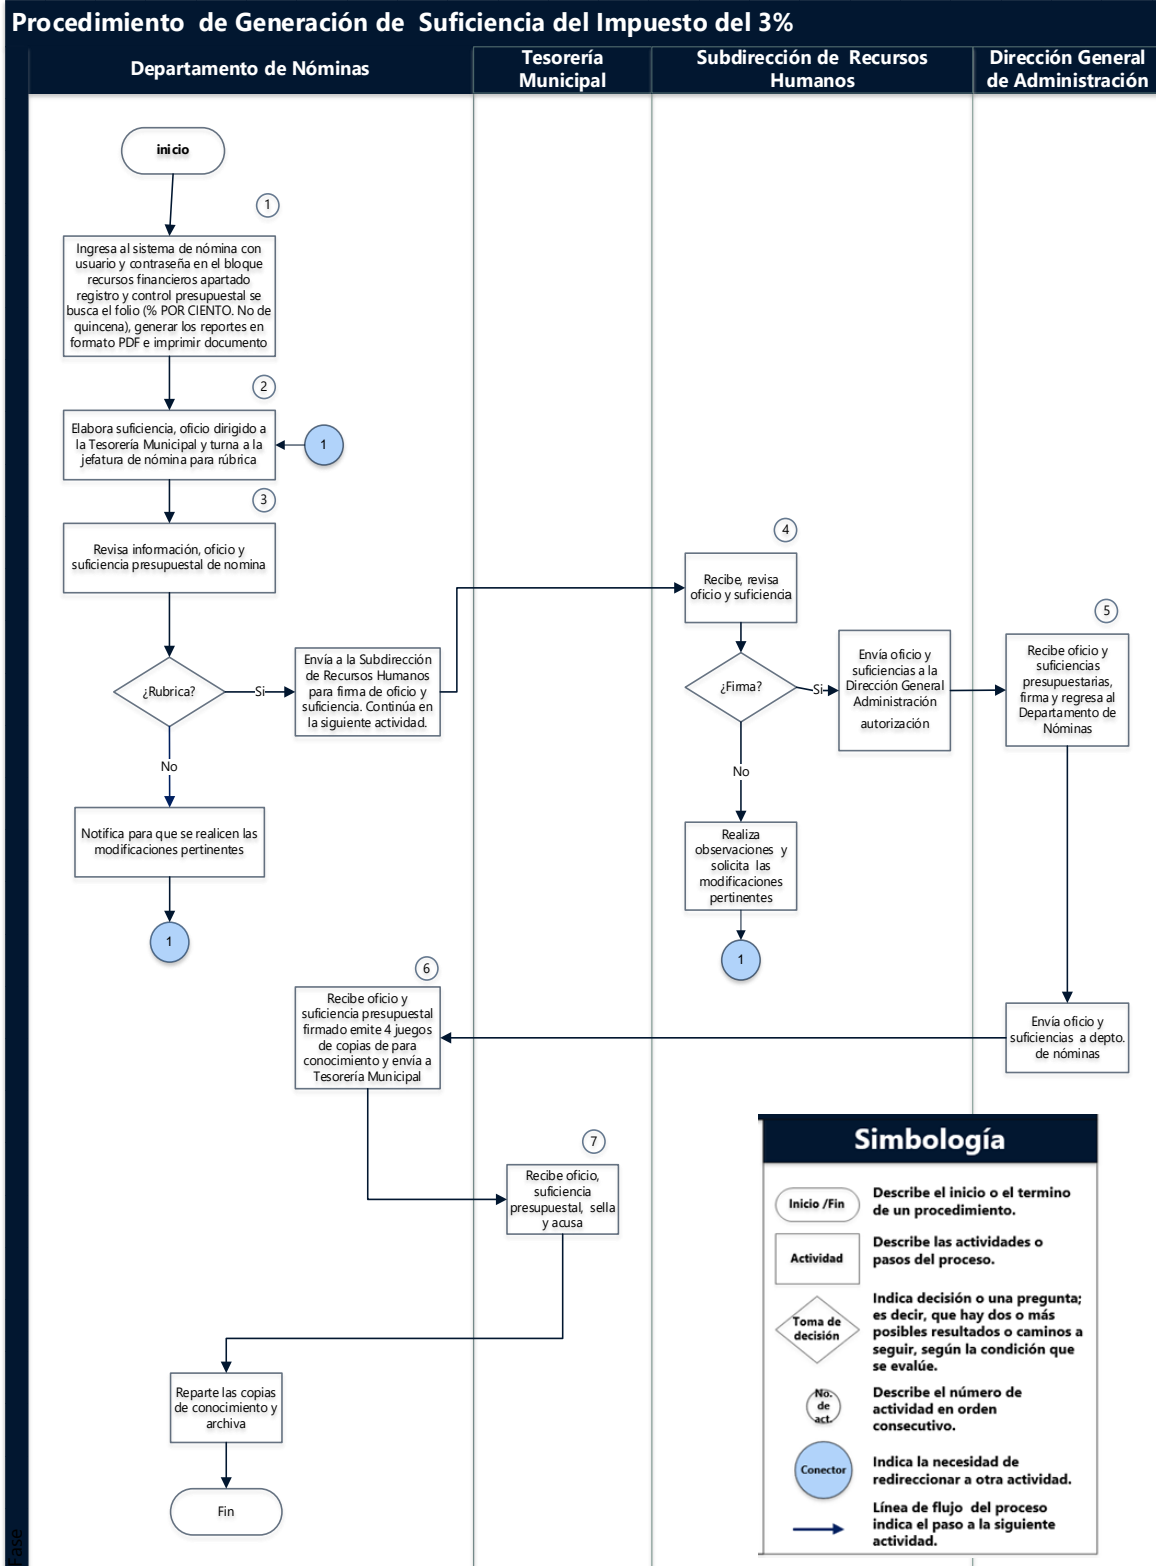 Procedimiento de Generación de Suficiencia del Impuesto del 3%
Departamento de Nóminas
Tesorería
Municipal
Subdirección de Recursos
Humanos
Dirección General
de Administración
inicio
1
Ingresa al sistema de nómina con
usuario y contraseña en el bloque
recursos financieros apartado
registro y control presupuestal se
busca el folio (% POR CIENTO. No de
quincena), generar los reportes en
formato PDF e imprimir documento
2
Elabora suficiencia, oficio dirigido a
la Tesorería Municipal y turna a la
jefatura de nómina para rúbrica
1
3
Revisa información, oficio y
suficiencia presupuestal de nomina
¿Rubrica?
Si
Envía a la Subdirección
de Recursos Humanos
para firma de oficio y
suficiencia. Continúa en
la siguiente actividad.
No
Notifica para que se realicen las
modificaciones pertinentes
1
4
Recibe, revisa
oficio y suficiencia
¿Firma?
Si
Envía oficio y
suficiencias a la
Dirección General
Administración
autorización
No
Realiza
observaciones y
solicita las
modificaciones
pertinentes
1
5
Recibe oficio y
suficiencias
presupuestarias,
firma y regresa al
Departamento de
Nóminas
Envía oficio y
suficiencias a depto.
de nóminas
6
Recibe oficio y
suficiencia presupuestal
firmado emite 4 juegos
de copias de para
conocimiento y envía a
Tesorería Municipal
7
Recibe oficio,
suficiencia
presupuestal, sella
y acusa
Reparte las copias
de conocimiento y
archiva
Fin
Simbología
Inicio /Fin
Describe el inicio o el termino
de un procedimiento.
Actividad
Describe las actividades o
pasos del proceso.
Toma de
decisión
Indica decisión o una pregunta;
es decir, que hay dos o más
posibles resultados o caminos a
seguir, según la condición que
se evalúe.
No.
de
act.
Describe el número de
actividad en orden
consecutivo.
Conector
Indica la necesidad de
redireccionar a otra actividad.
Línea de flujo del proceso
indica el paso a la siguiente
actividad.
Fase